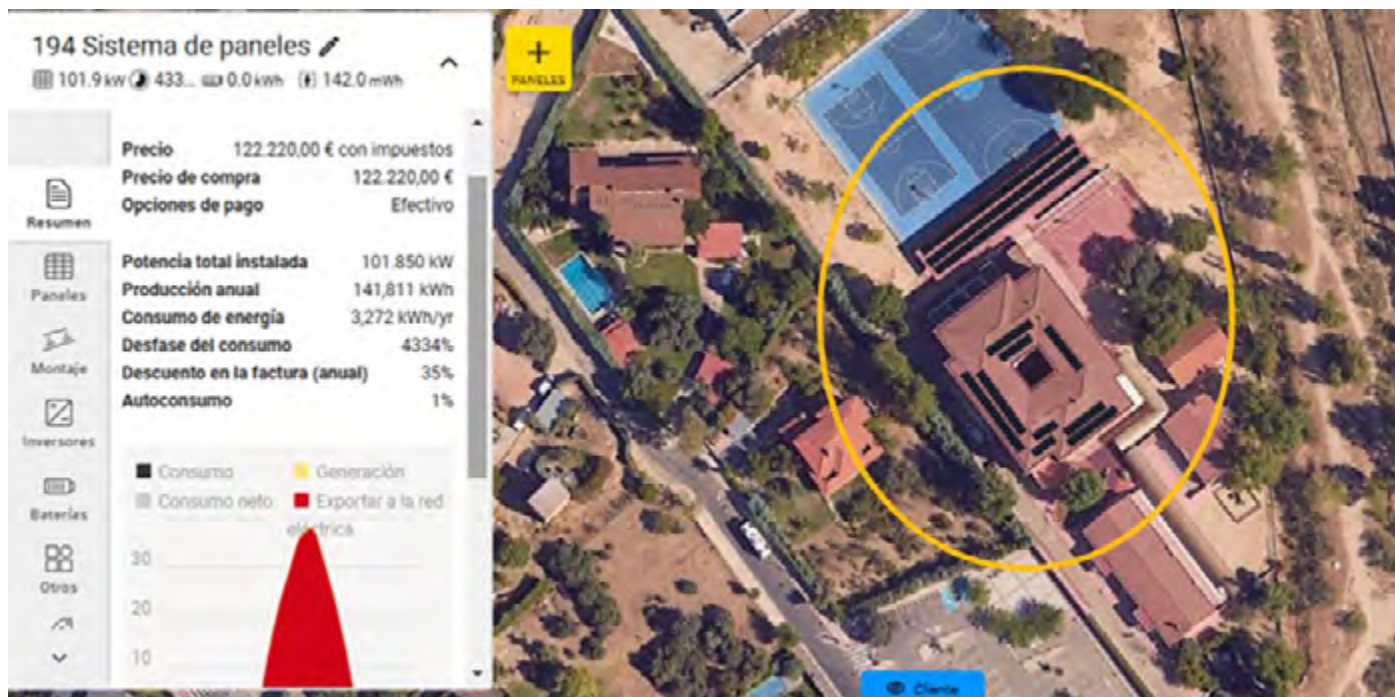 194 Sistema de paneles
101.9 kw 433... 0.0 kWh 142.0 mWh
+
PANELES
Precio 122.220,00 € con impuestos
Precio de compra 122.220,00 €
Opciones de pago Efectivo
Resumen
Potencia total instalada 101.850 kW
Paneles
Producción anual 141,811 kWh
Consumo de energía 3,272 kWh/yr
Desfase del consumo 4334%
Montaje
Descuento en la factura (anual) 35%
Autoconsumo 1%
Inversores
Consumo Generación
Consumo neto Exportar a la red
eléctrica
Baterías
30
Otros
20
10
Cliente